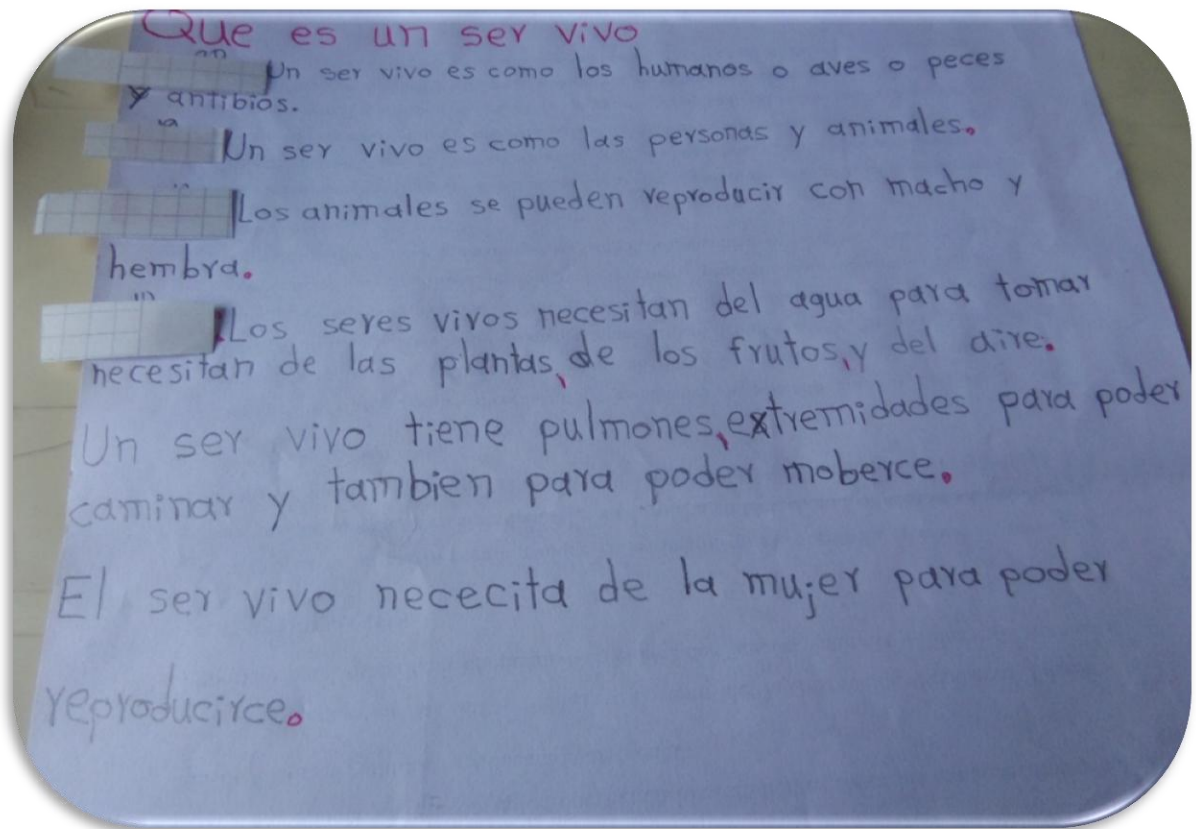 Que es un ser vivo
Un ser vivo es como los humanos o aves o peces
y antibios.
Un ser vivo es como las personas y animales.
Los animales se pueden reproducir con macho y
hembra.
Los seres vivos necesitan del agua para tomar
necesitan de las plantas, de los frutos, y del aire.
Un ser vivo tiene pulmones, extremidades para poder
caminar y tambien para poder moberce.
El ser vivo nececita de la mujer para poder
reproducirce.